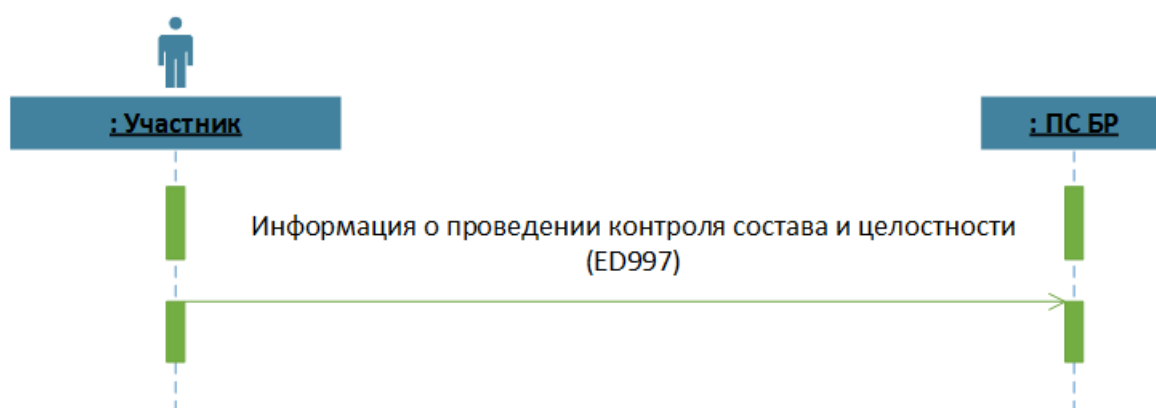 : Участник
: ПС БР
Информация о проведении контроля состава и целостности
(ED997)